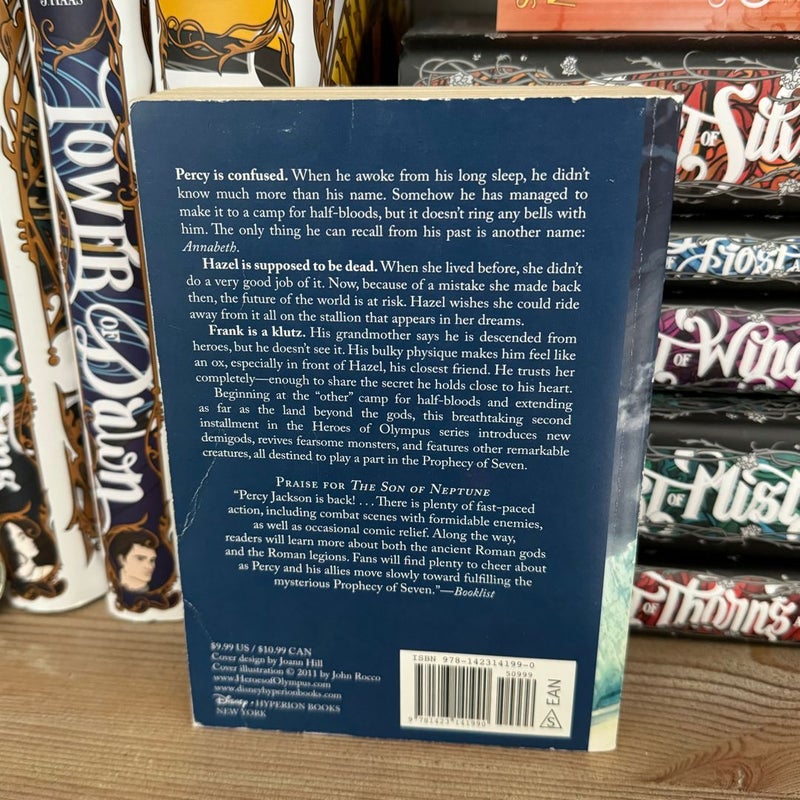 J. MAAS
TOWER OF DAWN
Percy is confused. When he awoke from his long sleep, he didn't
know much more than his name. Somehow he has managed to
make it to a camp for half-bloods, but it doesn't ring any bells with
him. The only thing he can recall from his past is another name:
Annabeth.
Hazel is supposed to be dead. When she lived before, she didn't
do a very good job of it. Now, because of a mistake she made back
then, the future of the world is at risk. Hazel wishes she could ride
away from it all on the stallion that appears in her dreams.
Frank is a klutz. His grandmother says he is descended from
heroes, but he doesn't see it. His bulky physique makes him feel like
an ox, especially in front of Hazel, his closest friend. He trusts her
completely—enough to share the secret he holds close to his heart.
Beginning at the "other" camp for half-bloods and extending
as far as the land beyond the gods, this breathtaking second
installment in the Heroes of Olympus series introduces new
demigods, revives fearsome monsters, and features other remarkable
creatures, all destined to play a part in the Prophecy of Seven.
PRAISE FOR THE SON OF NEPTUNE
"Percy Jackson is back! . . . There is plenty of fast-paced
action, including combat scenes with formidable enemies,
as well as occasional comic relief. Along the way,
readers will learn more about both the ancient Roman gods
and the Roman legions. Fans will find plenty to cheer about
as Percy and his allies move slowly toward fulfilling the
mysterious Prophecy of Seven."—Booklist
$9.99 US / $10.99 CAN
Cover design by Joann Hill
Cover illustration © 2011 by John Rocco
www.HeroesofOlympus.com
www.disneyhyperionbooks.com
Disney • HYPERION BOOKS
NEW YORK
ISBN 978-142314199-0
50999
9 781423 141990
S EAN
OF
OF
OF Wind
OF Mist
OF Thorns